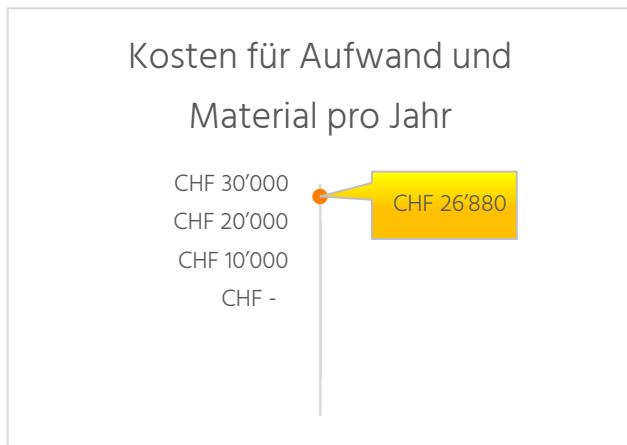 Kosten für Aufwand und
Material pro Jahr
CHF 30’000
CHF 26’880
CHF 20’000
CHF 10’000
CHF -